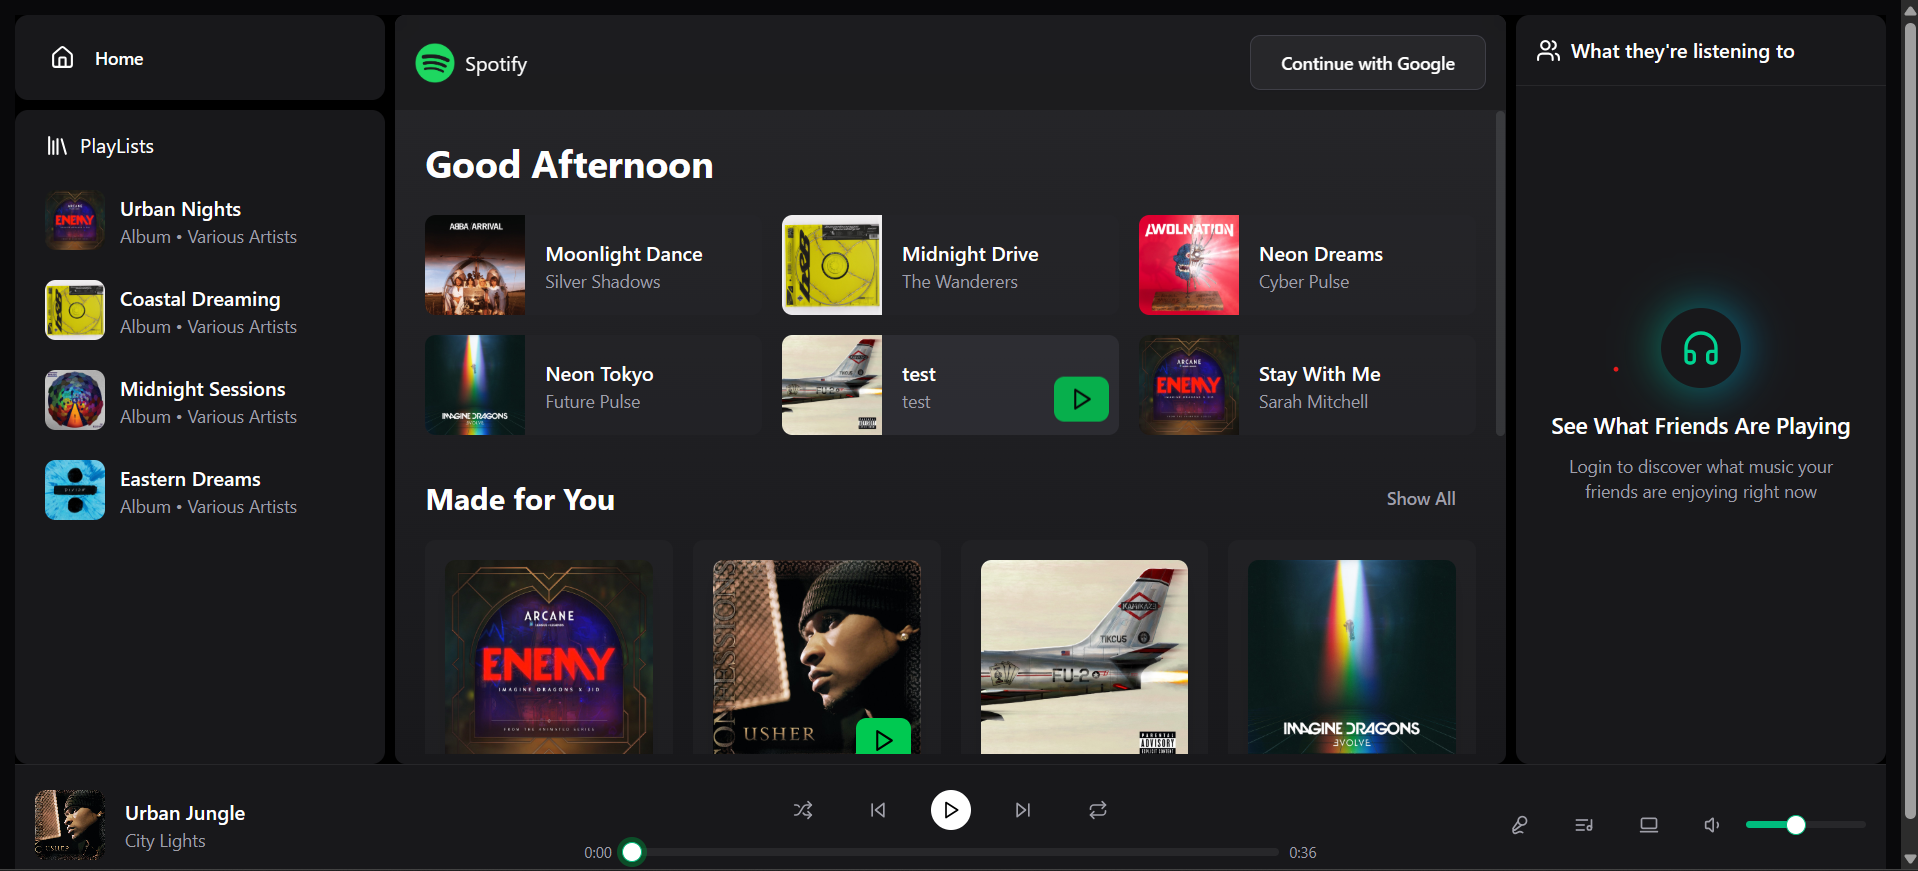 Home
PlayLists
Urban Nights
Album • Various Artists
Coastal Dreaming
Album • Various Artists
Midnight Sessions
Album • Various Artists
Eastern Dreams
Album • Various Artists
Spotify
Continue with Google
Good Afternoon
ABBA/ARRIVAL
Moonlight Dance
Silver Shadows
Midnight Drive
The Wanderers
AWOLNATION
Neon Dreams
Cyber Pulse
IMAGINE DRAGONS
EVOLVE
Neon Tokyo
Future Pulse
test
test
ARCANE
ENEMY
Stay With Me
Sarah Mitchell
Made for You
Show All
ARCANE
ENEMY
IMAGINE DRAGONS X JID
FROM THE ANIMATED SERIES
CONFESSIONS
USHER
KAMIKAZE
TIKCUS
FU-2
PARENTAL
ADVISORY
EXPLICIT CONTENT
IMAGINE DRAGONS
EVOLVE
What they're listening to
See What Friends Are Playing
Login to discover what music your
friends are enjoying right now
Urban Jungle
City Lights
0:00
0:36